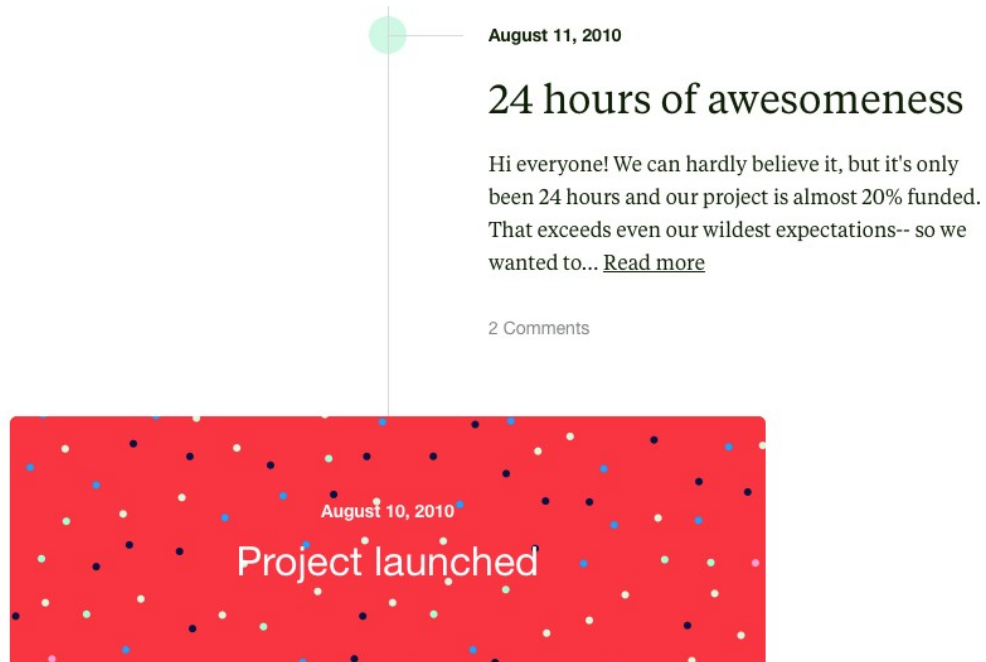 August 11, 2010
24 hours of awesomeness
Hi everyone! We can hardly believe it, but it's only
been 24 hours and our project is almost 20% funded.
That exceeds even our wildest expectations-- so we
wanted to... Read more
2 Comments
August 10, 2010
Project launched